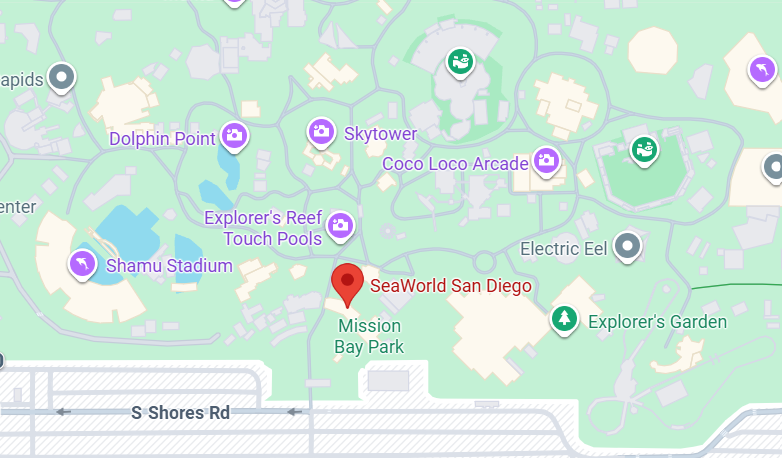 apids
Dolphin Point
Skytower
Coco Loco Arcade
enter
Explorer's Reef
Touch Pools
Electric Eel
Shamu Stadium
SeaWorld San Diego
Mission
Bay Park
Explorer's Garden
S Shores Rd